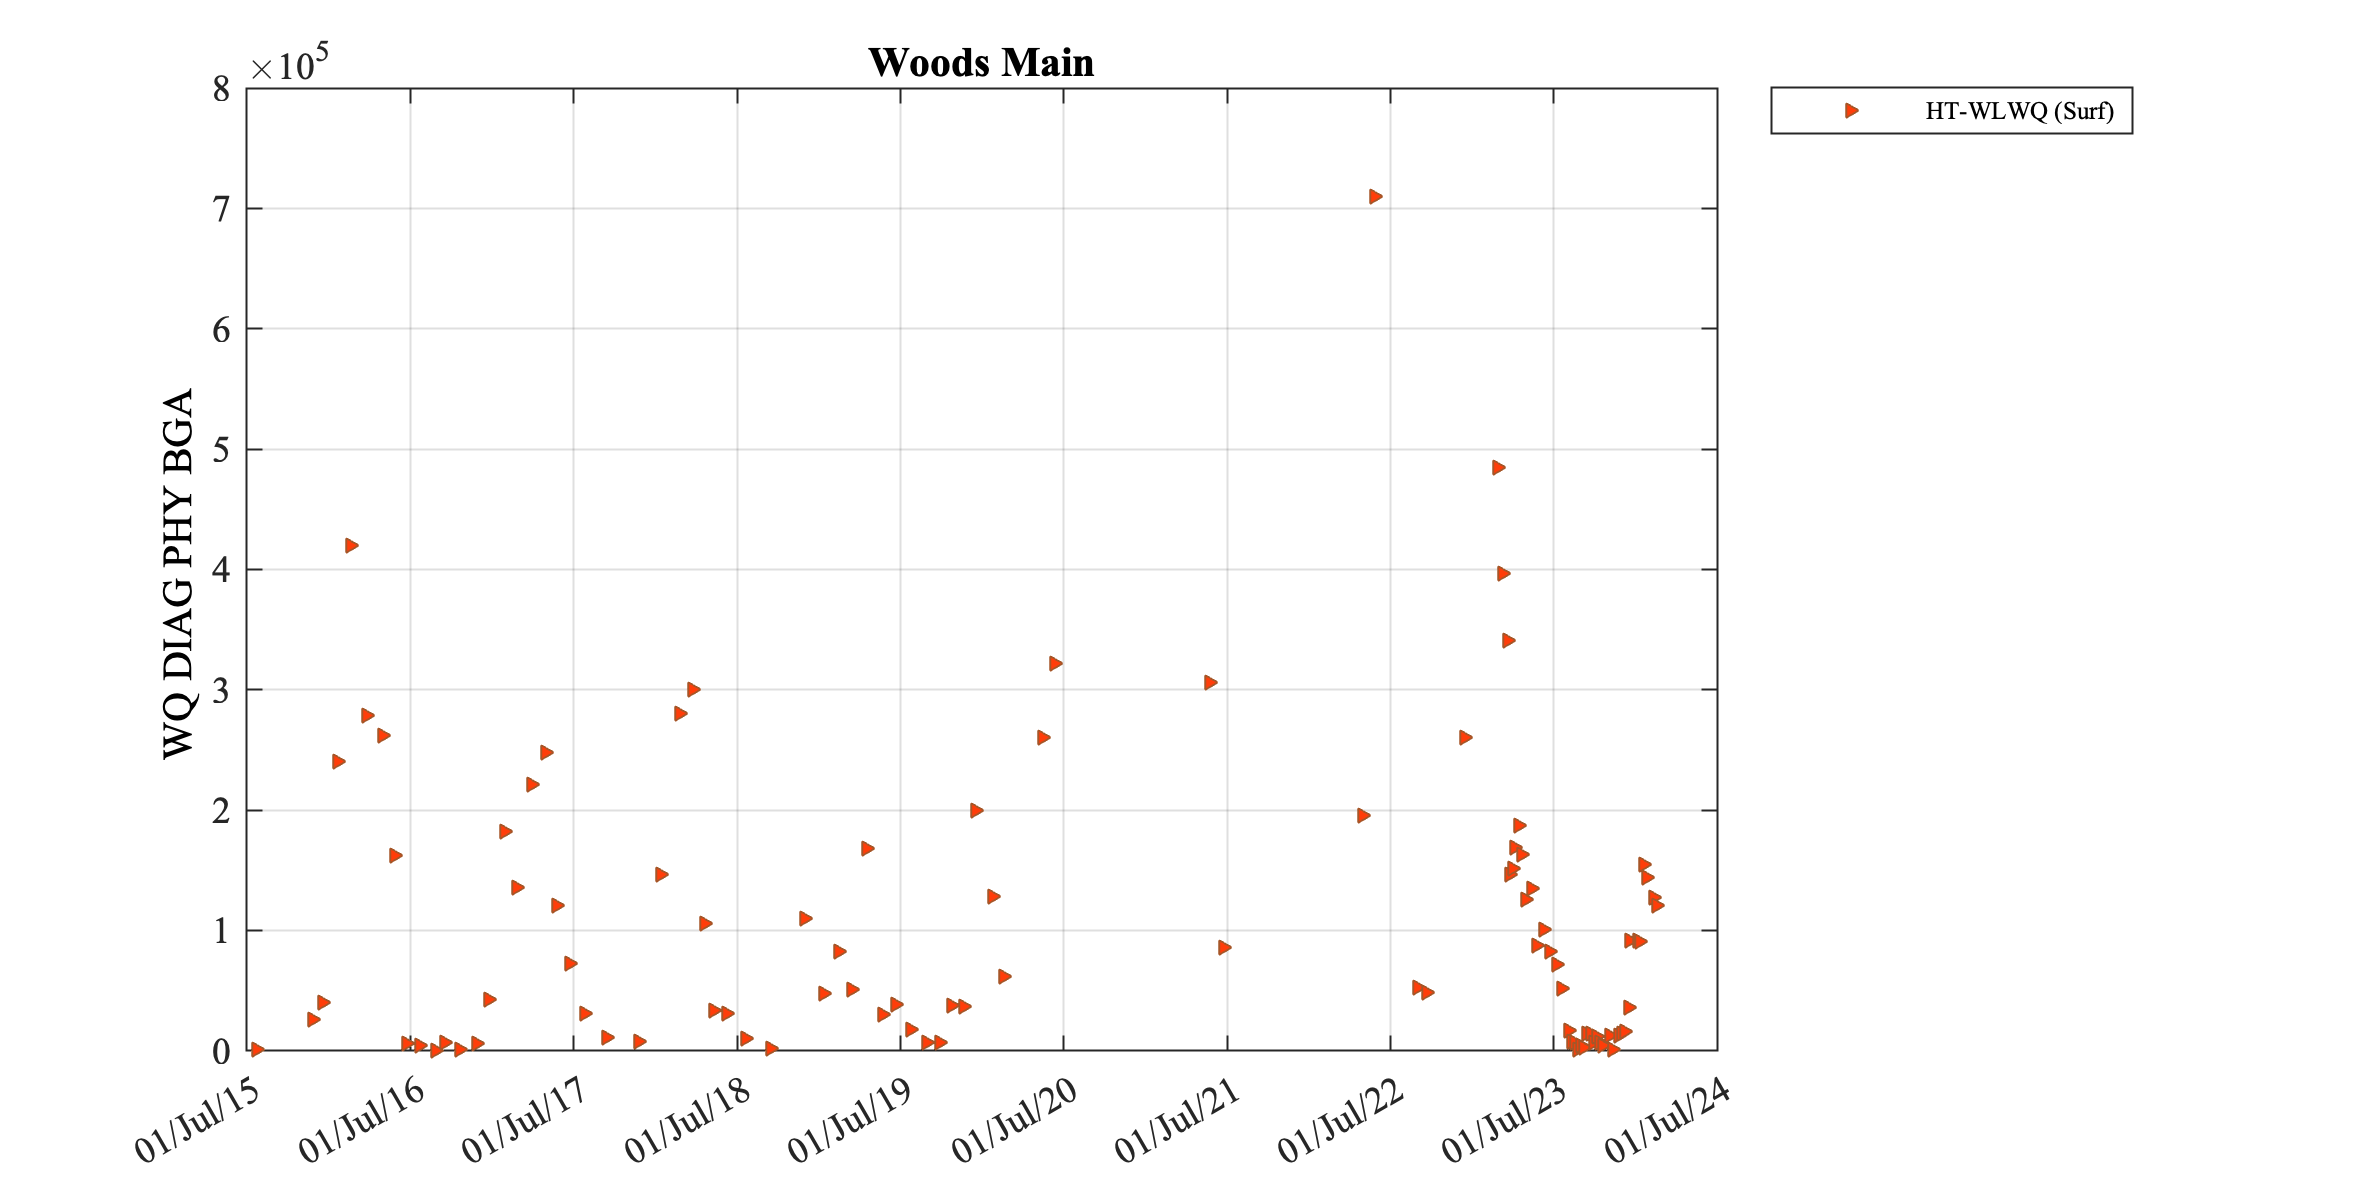 Woods Main
×10⁵
HT-WLWQ (Surf)
WQ DIAG PHY BGA
8
7
6
5
4
3
2
1
0
01/Jul/15
01/Jul/16
01/Jul/17
01/Jul/18
01/Jul/19
01/Jul/20
01/Jul/21
01/Jul/22
01/Jul/23
01/Jul/24